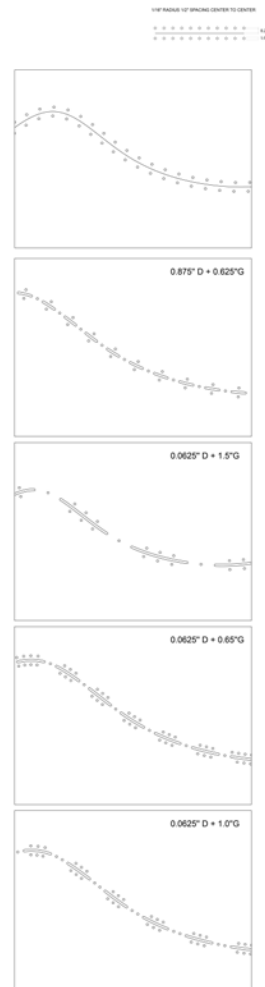 1/16" RADIUS 1/2" SPACING CENTER TO CENTER
0.875" D + 0.625"G
0.0625" D + 1.5"G
0.0625" D + 0.65"G
0.0625" D + 1.0"G